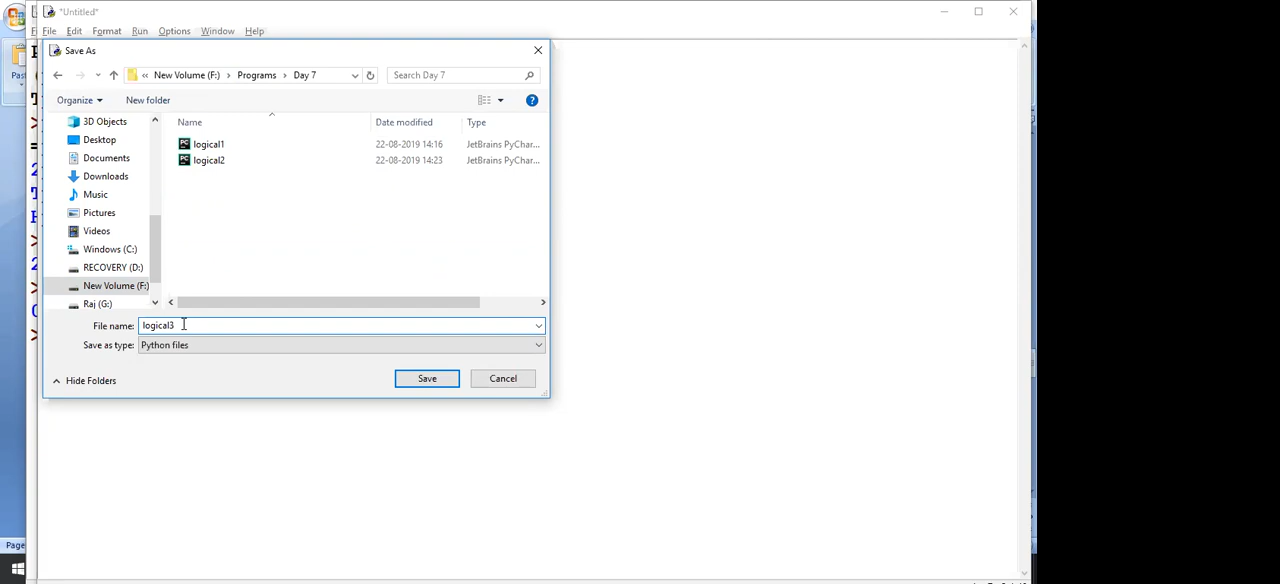 *Untitled*
File Edit Format Run Options Window Help
Save As
« New Volume (F:) › Programs › Day 7
Search Day 7
Organize
New folder
Name Date modified Type
3D Objects
Desktop
Documents
Downloads
Music
Pictures
Videos
Windows (C:)
RECOVERY (D:)
New Volume (F:)
Raj (G:)
logical1 22-08-2019 14:16 JetBrains PyChar...
logical2 22-08-2019 14:23 JetBrains PyChar...
File name: logical3
Save as type: Python files
Hide Folders
Save
Cancel
Past
Page